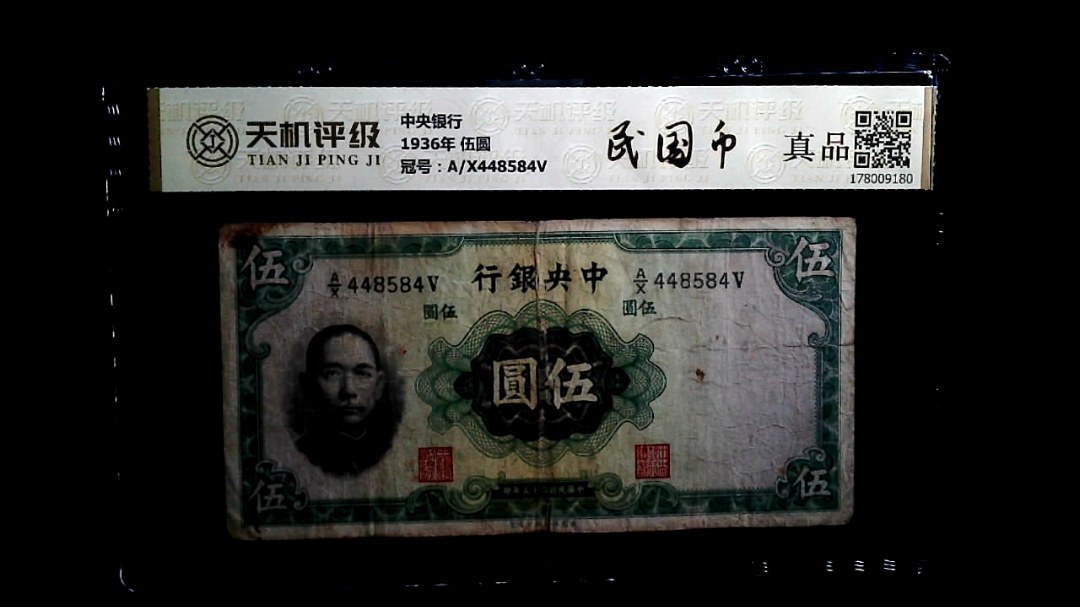 天机评级
TIAN JI PING JI
中央银行
1936年 伍圆
冠号：A/X448584V
民国币
真品
178009180
伍
伍
A/X 448584V
行銀央中
A/X 448584V
圓伍
圓伍
圓伍
伍
伍